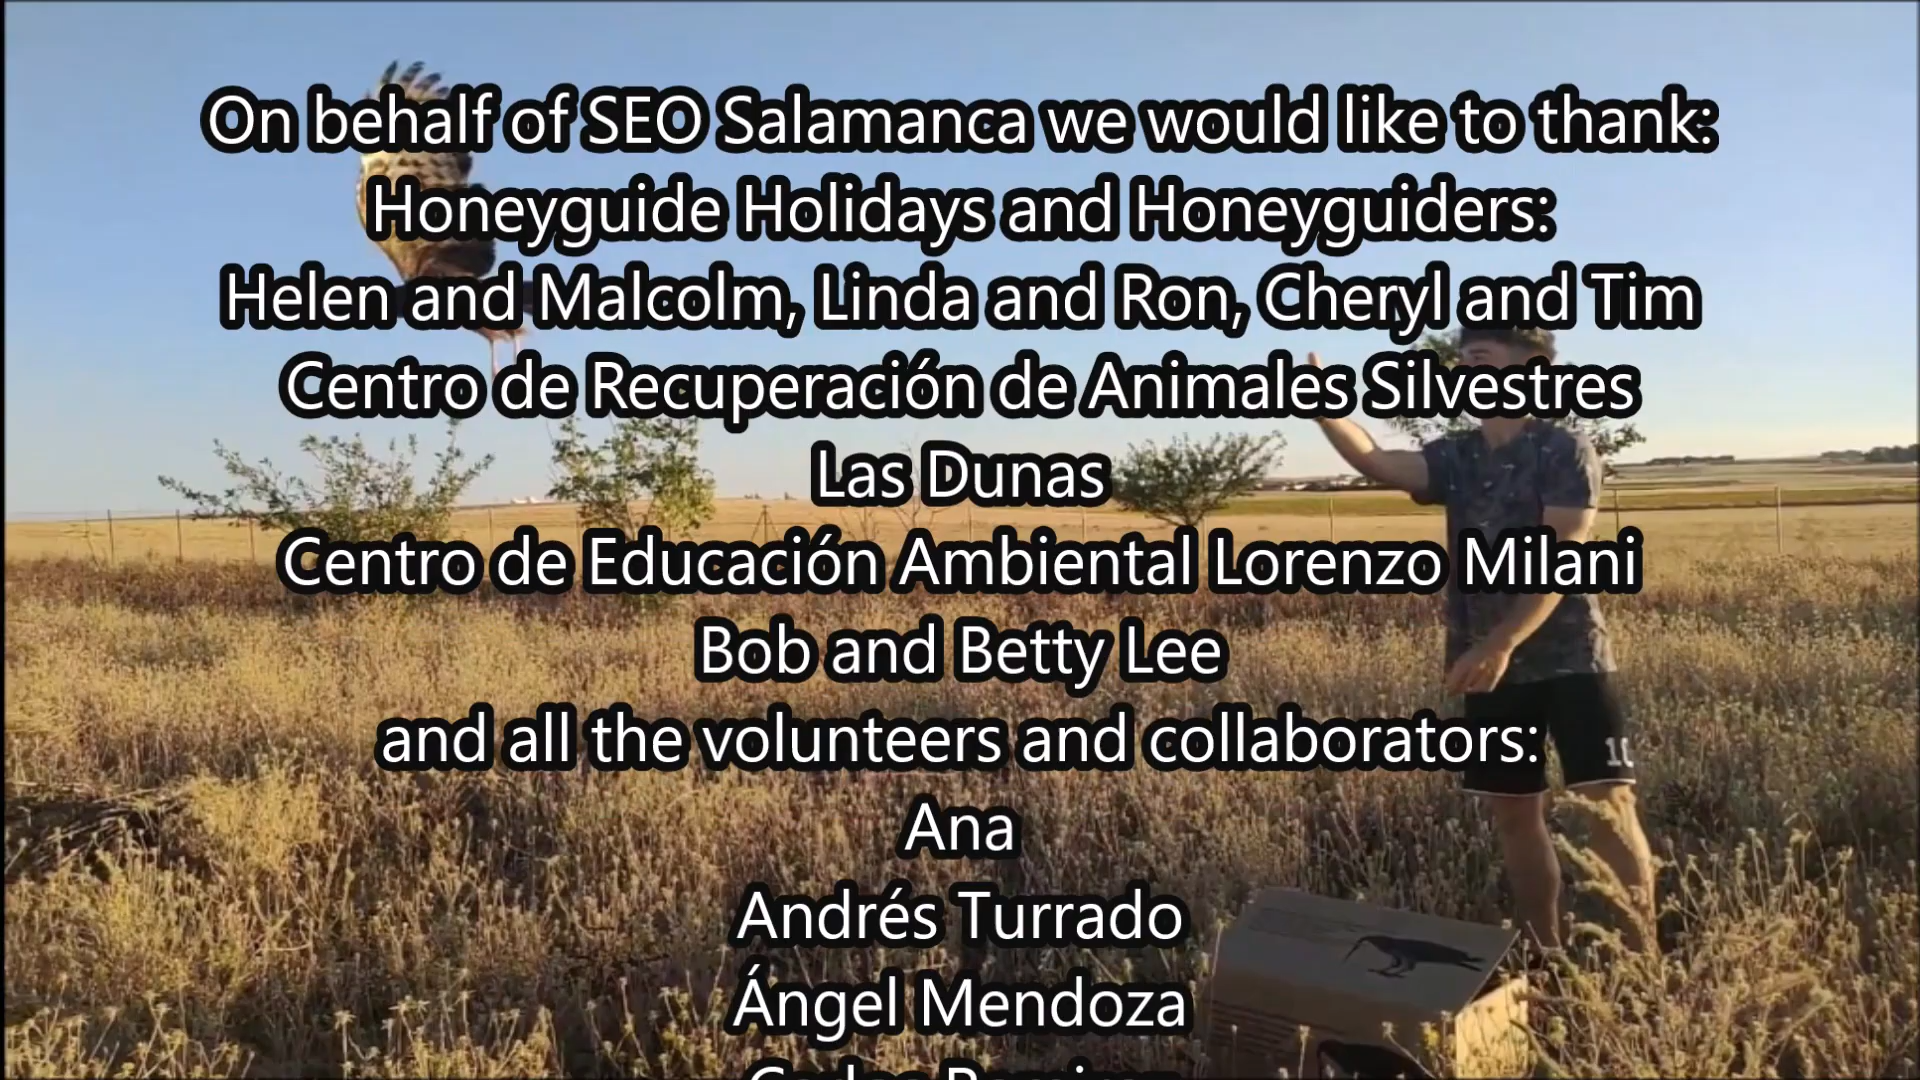 On behalf of SEO Salamanca we would like to thank:
Honeyguide Holidays and Honeyguiders:
Helen and Malcolm, Linda and Ron, Cheryl and Tim
Centro de Recuperación de Animales Silvestres
Las Dunas
Centro de Educación Ambiental Lorenzo Milani
Bob and Betty Lee
and all the volunteers and collaborators:
Ana
Andrés Turrado
Ángel Mendoza